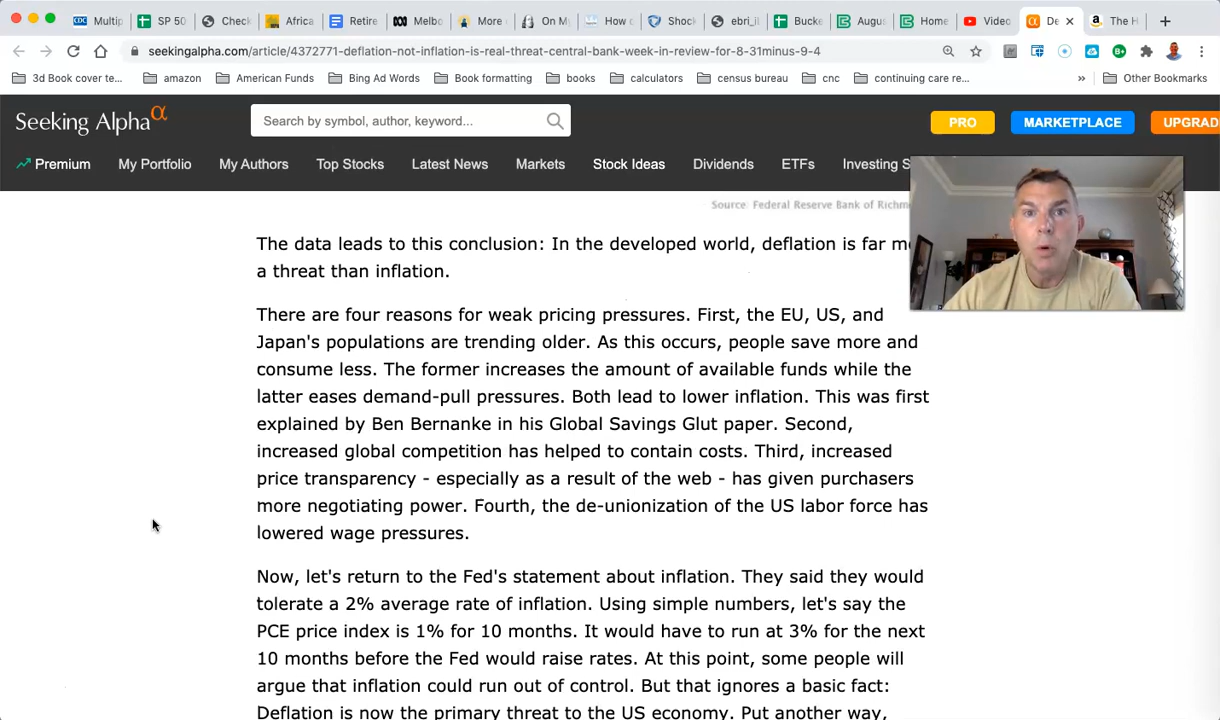 Multip
SP 50
Check
Africa
Retire
Melbo
More
On M
How c
Shock
ebri_il
Bucke
Augu
Home
Video
De
The H
seekingalpha.com/article/4372771-deflation-not-inflation-is-real-threat-central-bank-week-in-review-for-8-31minus-9-4
3d Book cover te...
amazon
American Funds
Bing Ad Words
Book formatting
books
calculators
census bureau
cnc
continuing care re...
»
Other Bookmarks
Seeking Alpha α
Search by symbol, author, keyword...
PRO
MARKETPLACE
UPGRAD
Premium
My Portfolio
My Authors
Top Stocks
Latest News
Markets
Stock Ideas
Dividends
ETFs
Investing S
Source: Federal Reserve Bank of Richm
The data leads to this conclusion: In the developed world, deflation is far mo
a threat than inflation.
There are four reasons for weak pricing pressures. First, the EU, US, and
Japan's populations are trending older. As this occurs, people save more and
consume less. The former increases the amount of available funds while the
latter eases demand-pull pressures. Both lead to lower inflation. This was first
explained by Ben Bernanke in his Global Savings Glut paper. Second,
increased global competition has helped to contain costs. Third, increased
price transparency - especially as a result of the web - has given purchasers
more negotiating power. Fourth, the de-unionization of the US labor force has
lowered wage pressures.
Now, let's return to the Fed's statement about inflation. They said they would
tolerate a 2% average rate of inflation. Using simple numbers, let's say the
PCE price index is 1% for 10 months. It would have to run at 3% for the next
10 months before the Fed would raise rates. At this point, some people will
argue that inflation could run out of control. But that ignores a basic fact:
Deflation is now the primary threat to the US economy. Put another way,